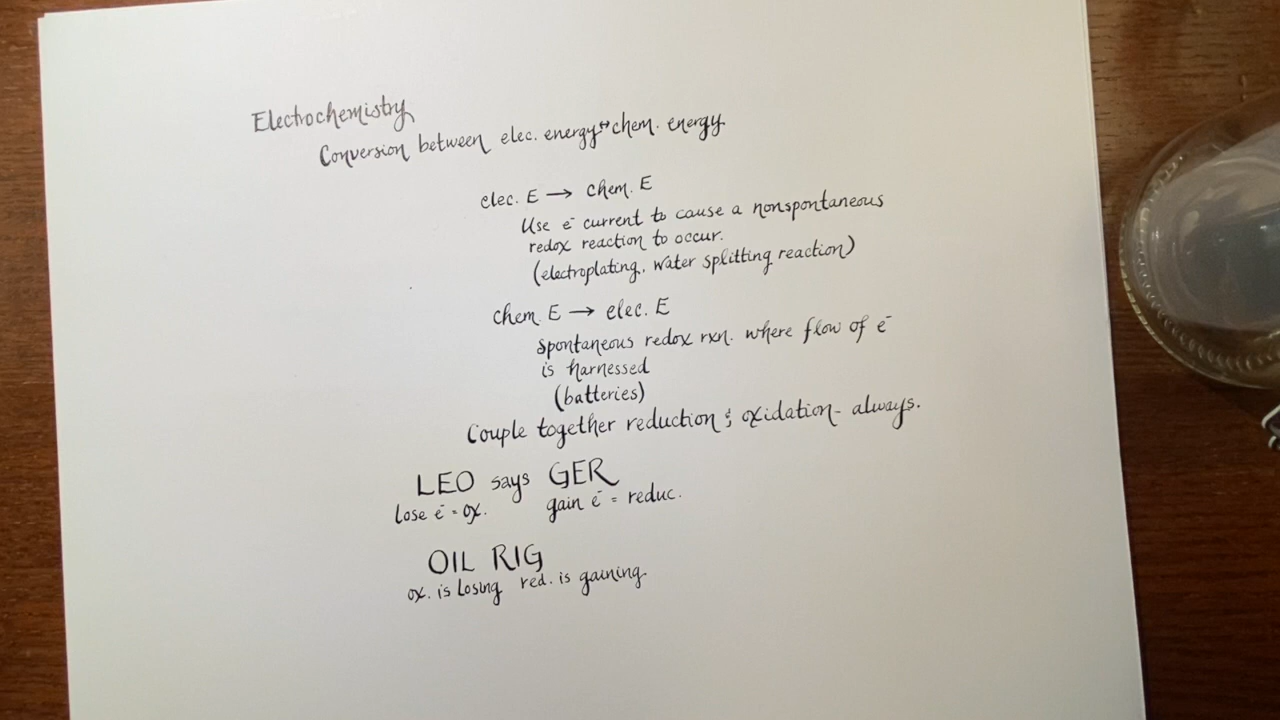 Electrochemistry
Conversion between elec. energy ↔ chem. energy
elec. E → chem. E
Use e⁻ current to cause a nonspontaneous
redox reaction to occur.
(electroplating, water splitting reaction)
chem. E → elec. E
Spontaneous redox rxn. where flow of e⁻
is harnessed
(batteries)
Couple together reduction & oxidation - always.
LEO says GER
lose e⁻ = ox. gain e⁻ = reduc.
OIL RIG
ox. is losing red. is gaining